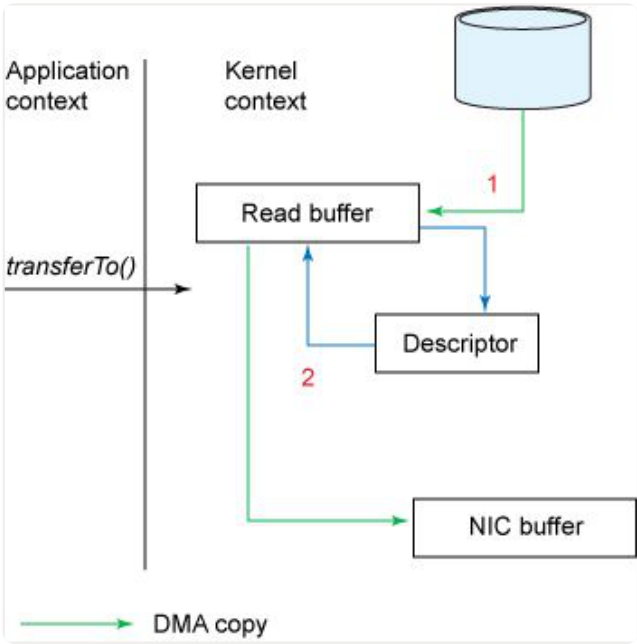 Application
context
Kernel
context
1
Read buffer
transferTo()
Descriptor
2
NIC buffer
DMA copy